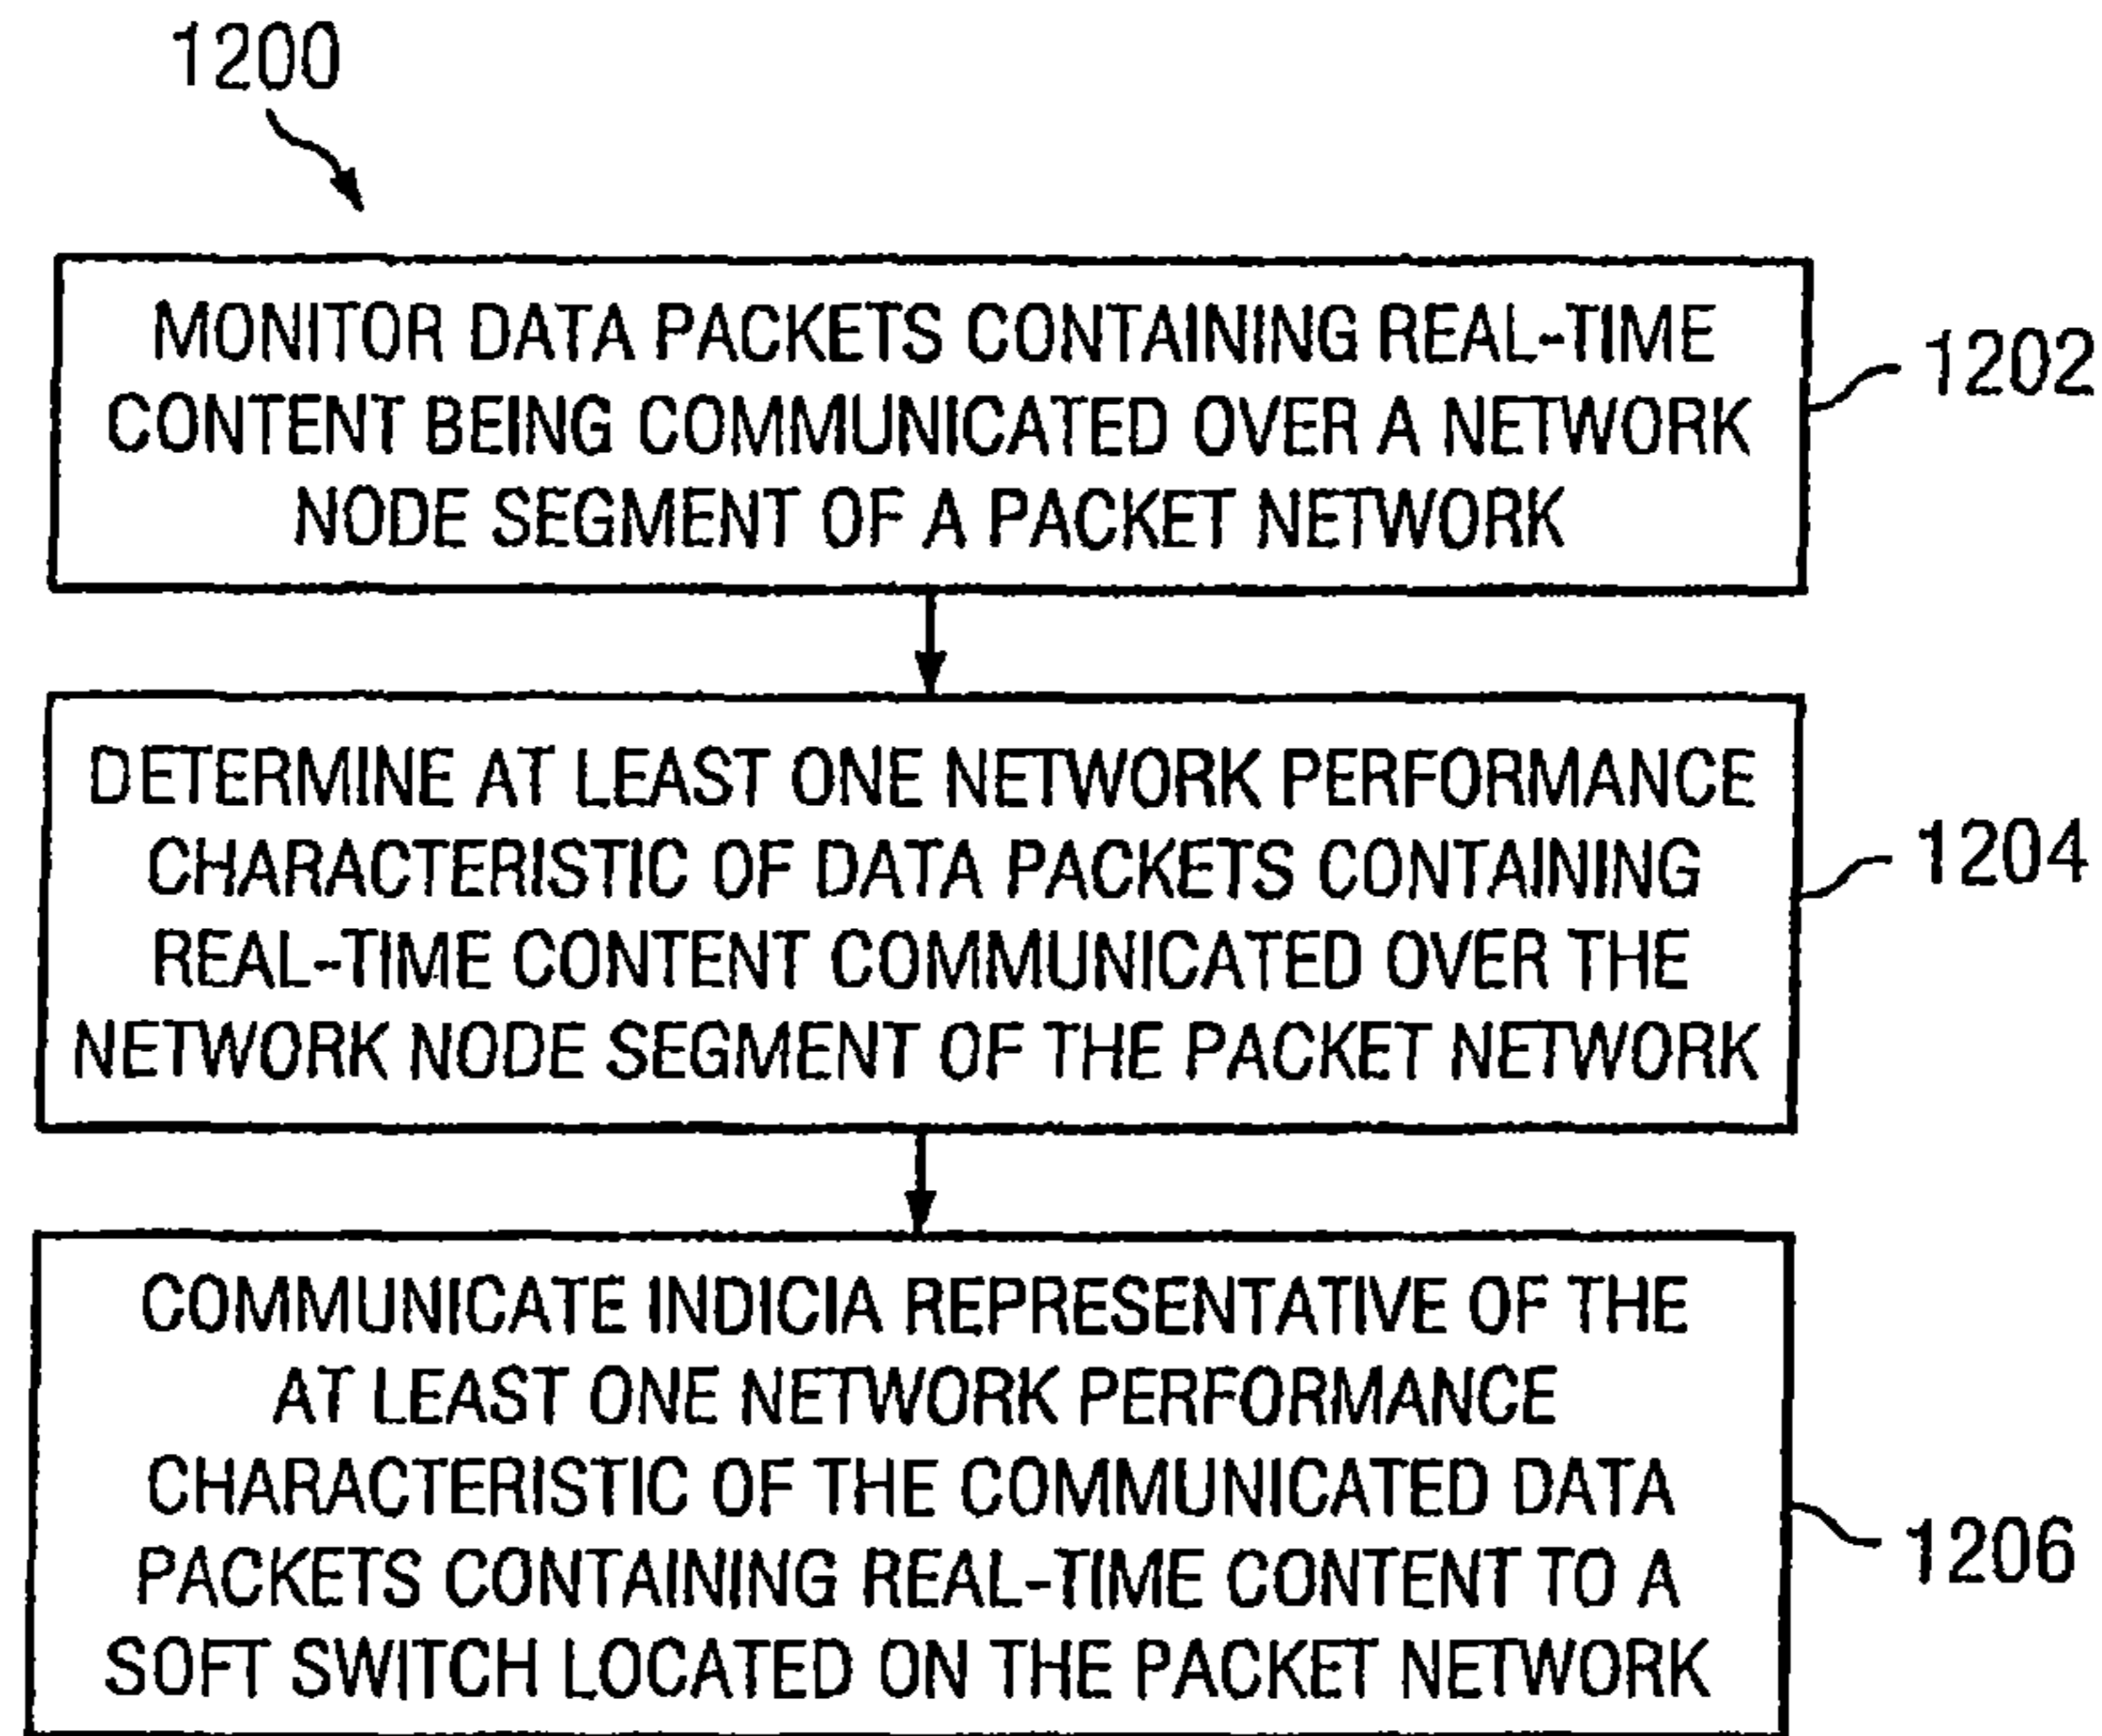 1200
MONITOR DATA PACKETS CONTAINING REAL-TIME
CONTENT BEING COMMUNICATED OVER A NETWORK
NODE SEGMENT OF A PACKET NETWORK
1202
DETERMINE AT LEAST ONE NETWORK PERFORMANCE
CHARACTERISTIC OF DATA PACKETS CONTAINING
REAL-TIME CONTENT COMMUNICATED OVER THE
NETWORK NODE SEGMENT OF THE PACKET NETWORK
1204
COMMUNICATE INDICIA REPRESENTATIVE OF THE
AT LEAST ONE NETWORK PERFORMANCE
CHARACTERISTIC OF THE COMMUNICATED DATA
PACKETS CONTAINING REAL-TIME CONTENT TO A
SOFT SWITCH LOCATED ON THE PACKET NETWORK
1206